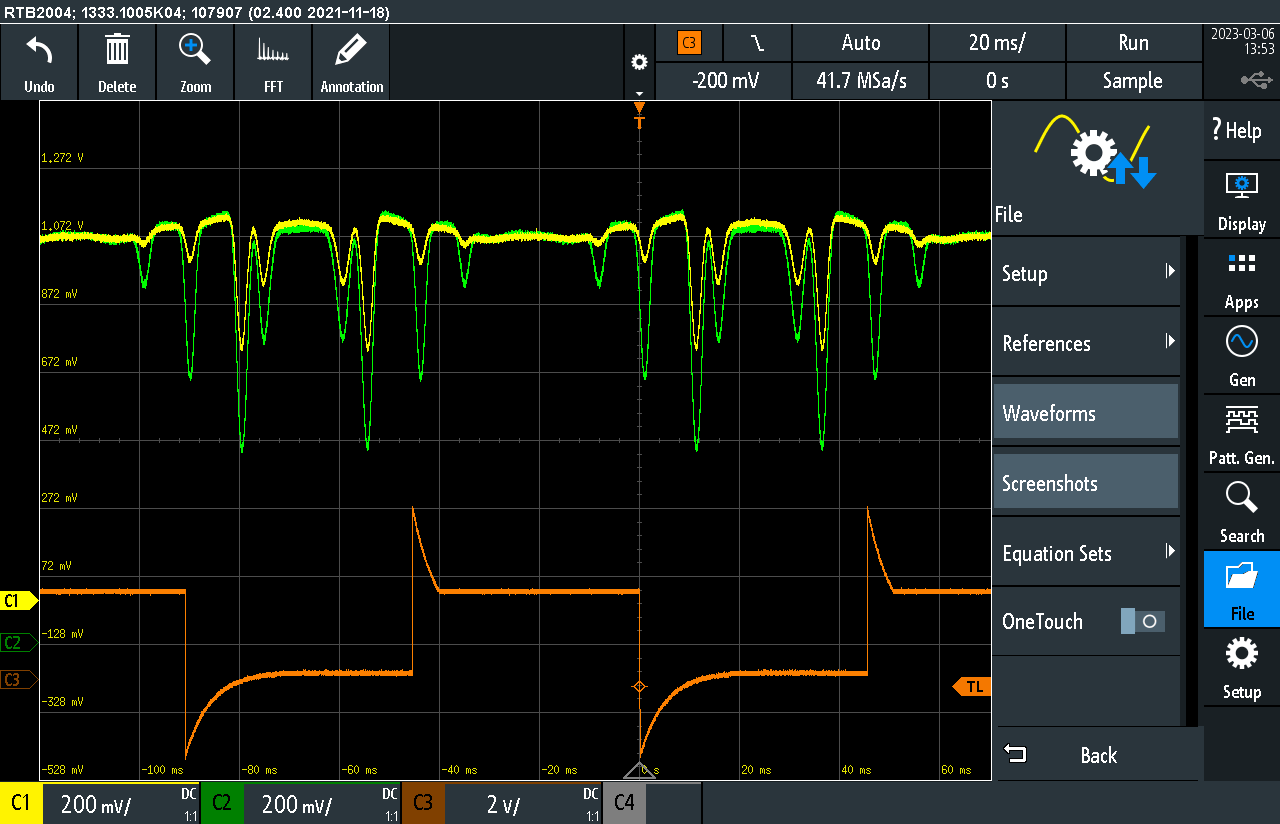 RTB2004; 1333.1005K04; 107907 (02.400 2021-11-18)
Undo
Delete
Zoom
FFT
Annotation
C3
Auto
20 ms/
Run
2023-03-06
13:53
-200 mV
41.7 MSa/s
0 s
Sample
T
1.272 V
1.072 V
872 mV
672 mV
472 mV
272 mV
72 mV
-128 mV
-328 mV
-528 mV
C1
C2
C3
TL
-100 ms
-80 ms
-60 ms
-40 ms
-20 ms
0 s
20 ms
40 ms
60 ms
File
Setup
References
Waveforms
Screenshots
Equation Sets
OneTouch
Back
? Help
Display
Apps
Gen
Patt. Gen.
Search
File
Setup
C1
200 mV/
DC
1:1
C2
200 mV/
DC
1:1
C3
2 V/
DC
1:1
C4